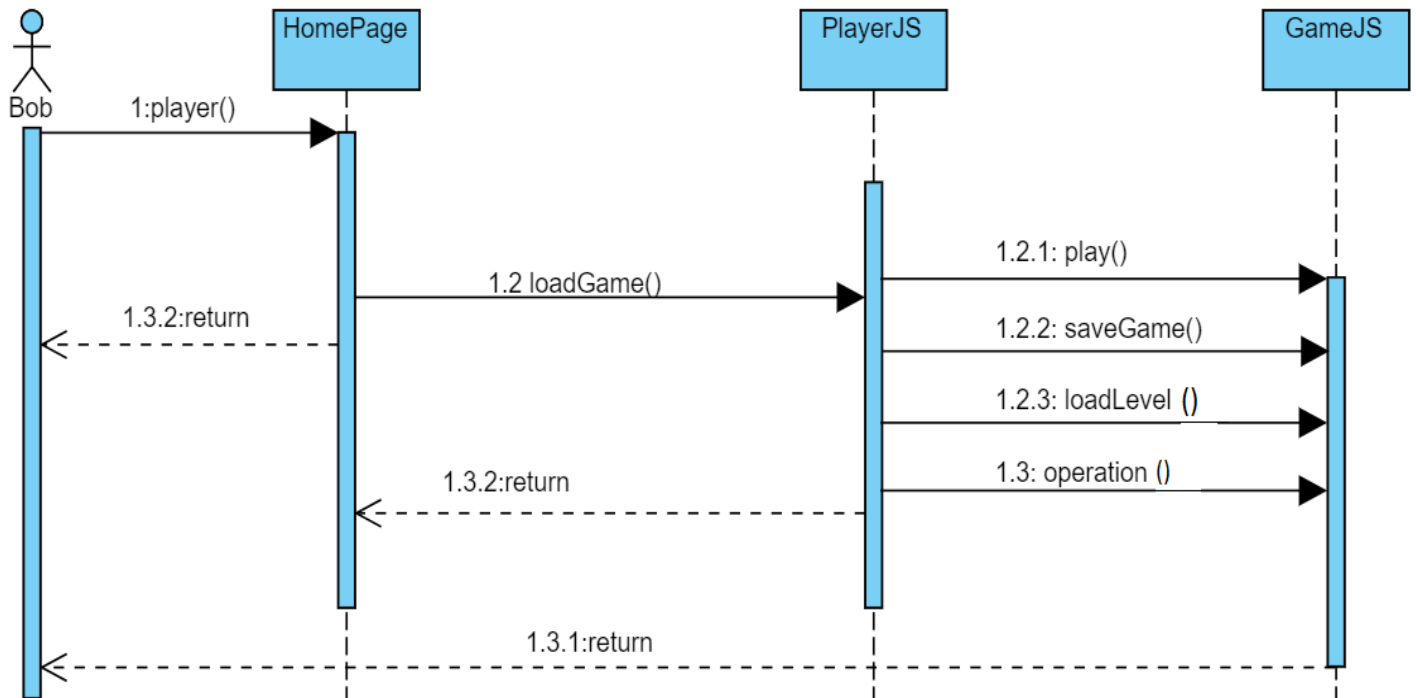 HomePage
PlayerJS
GameJS
Bob
1:player()
1.2.1: play()
1.2 loadGame()
1.3.2:return
1.2.2: saveGame()
1.2.3: loadLevel ()
1.3: operation ()
1.3.2:return
1.3.1:return